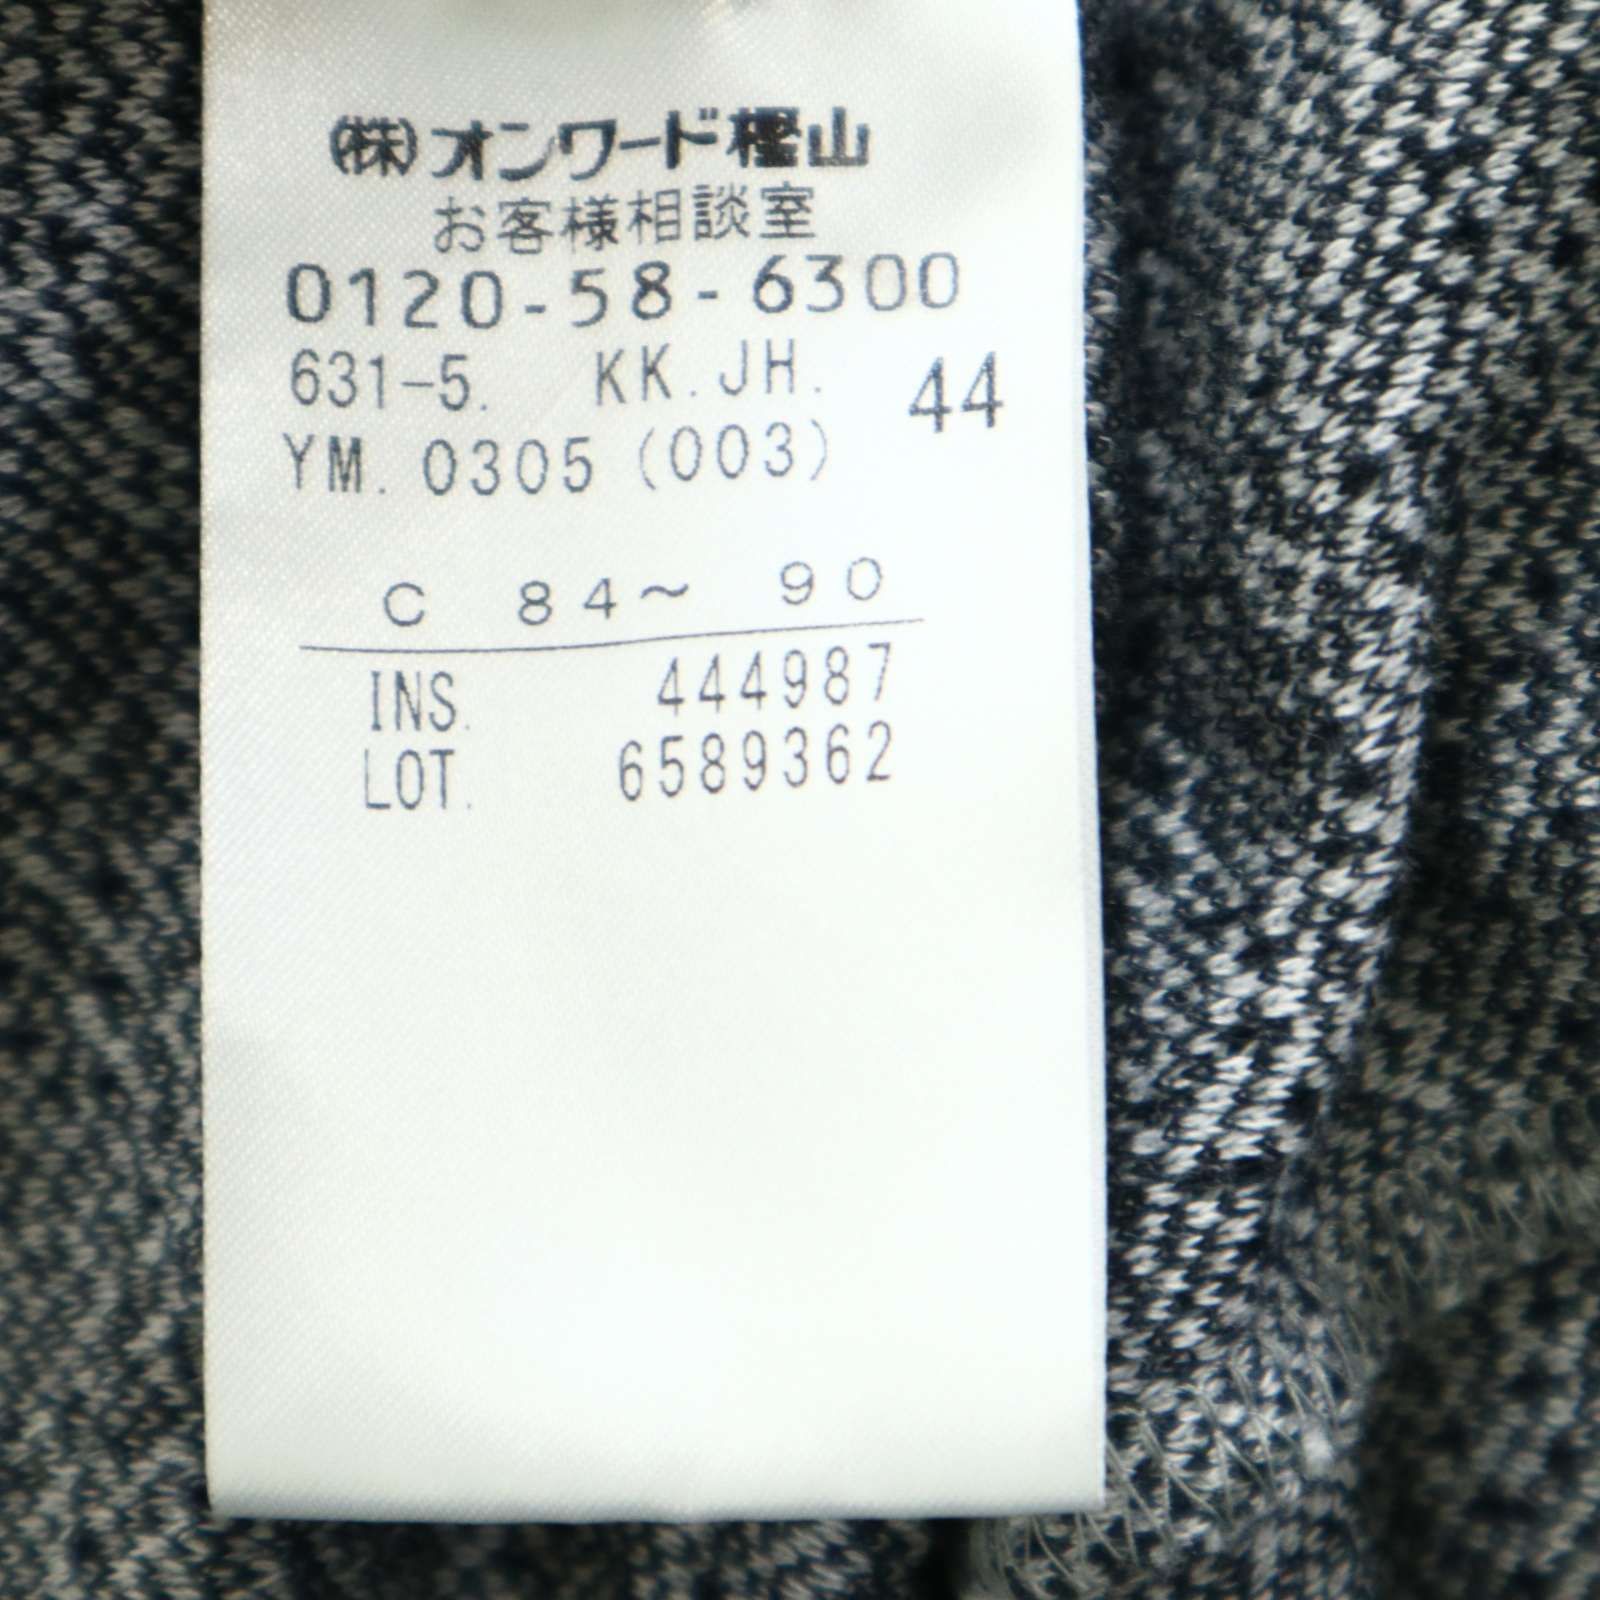 (株)オンワード樫山
お客様相談室
0120-58-6300
631-5. KK.JH. 44
YM. 0305 (003)
C 84～ 90
INS. 444987
LOT. 6589362